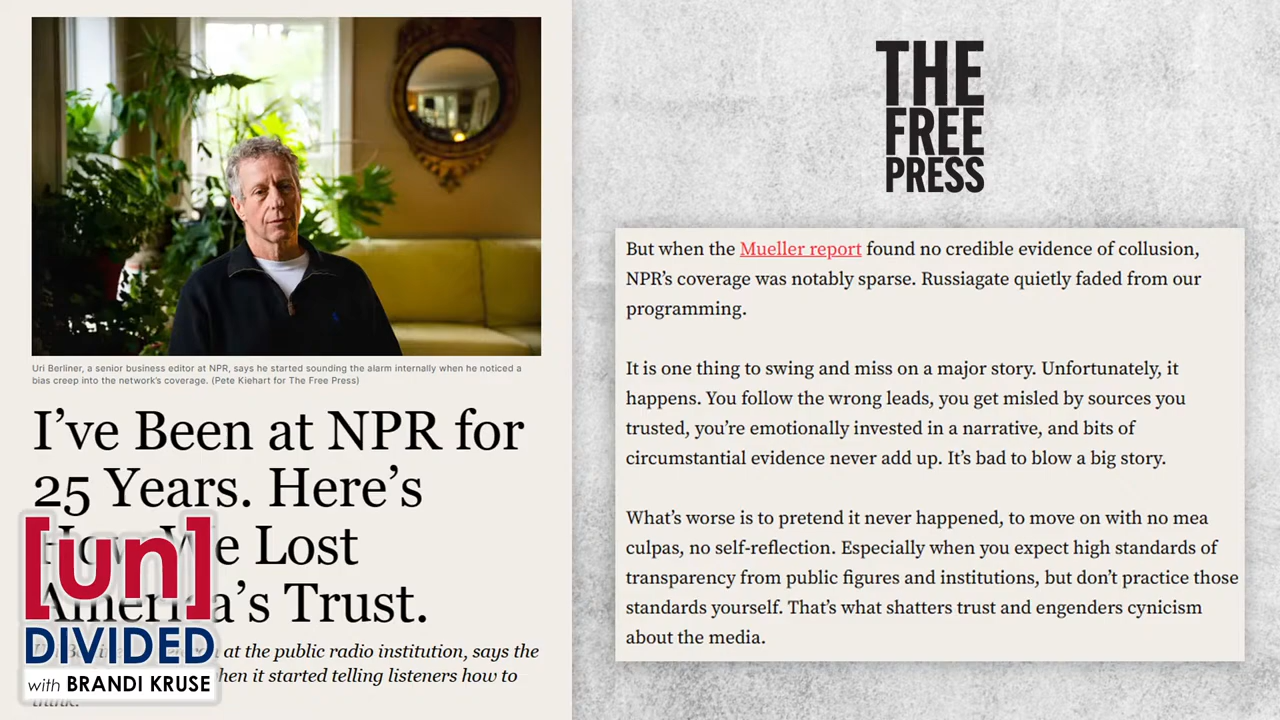 Uri Berliner, a senior business editor at NPR, says he started sounding the alarm internally when he noticed a
bias creep into the network's coverage. (Pete Kiehart for The Free Press)
I've Been at NPR for
25 Years. Here's
How We Lost
America's Trust.
at the public radio institution, says the
when it started telling listeners how to
think.
[un]
DIVIDED
with BRANDI KRUSE
THE
FREE
PRESS
But when the Mueller report found no credible evidence of collusion,
NPR's coverage was notably sparse. Russiagate quietly faded from our
programming.
It is one thing to swing and miss on a major story. Unfortunately, it
happens. You follow the wrong leads, you get misled by sources you
trusted, you're emotionally invested in a narrative, and bits of
circumstantial evidence never add up. It's bad to blow a big story.
What's worse is to pretend it never happened, to move on with no mea
culpas, no self-reflection. Especially when you expect high standards of
transparency from public figures and institutions, but don't practice those
standards yourself. That's what shatters trust and engenders cynicism
about the media.